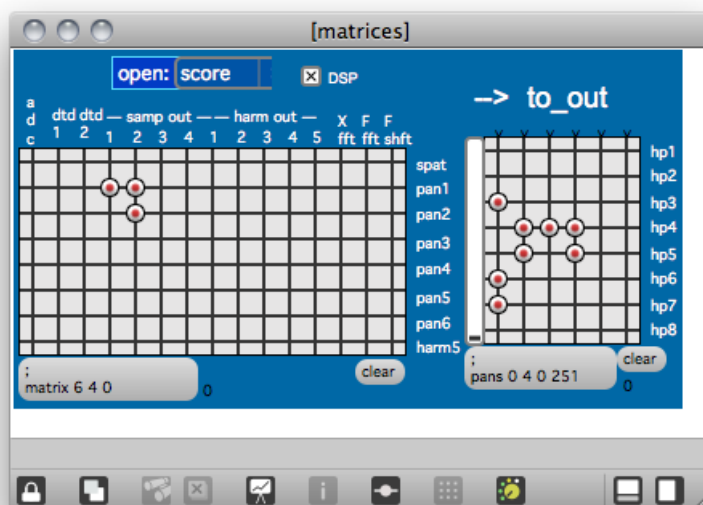 [matrices]
open: score
DSP
--> to_out
a
d
c
dtd dtd — samp out — — harm out —
1 2 1 2 3 4 1 2 3 4 5
X F F
fft fft shft
spat
pan1
pan2
pan3
pan4
pan5
pan6
harm5
;
matrix 6 4 0
0
clear
hp1
hp2
hp3
hp4
hp5
hp6
hp7
hp8
;
pans 0 4 0 251
clear
0